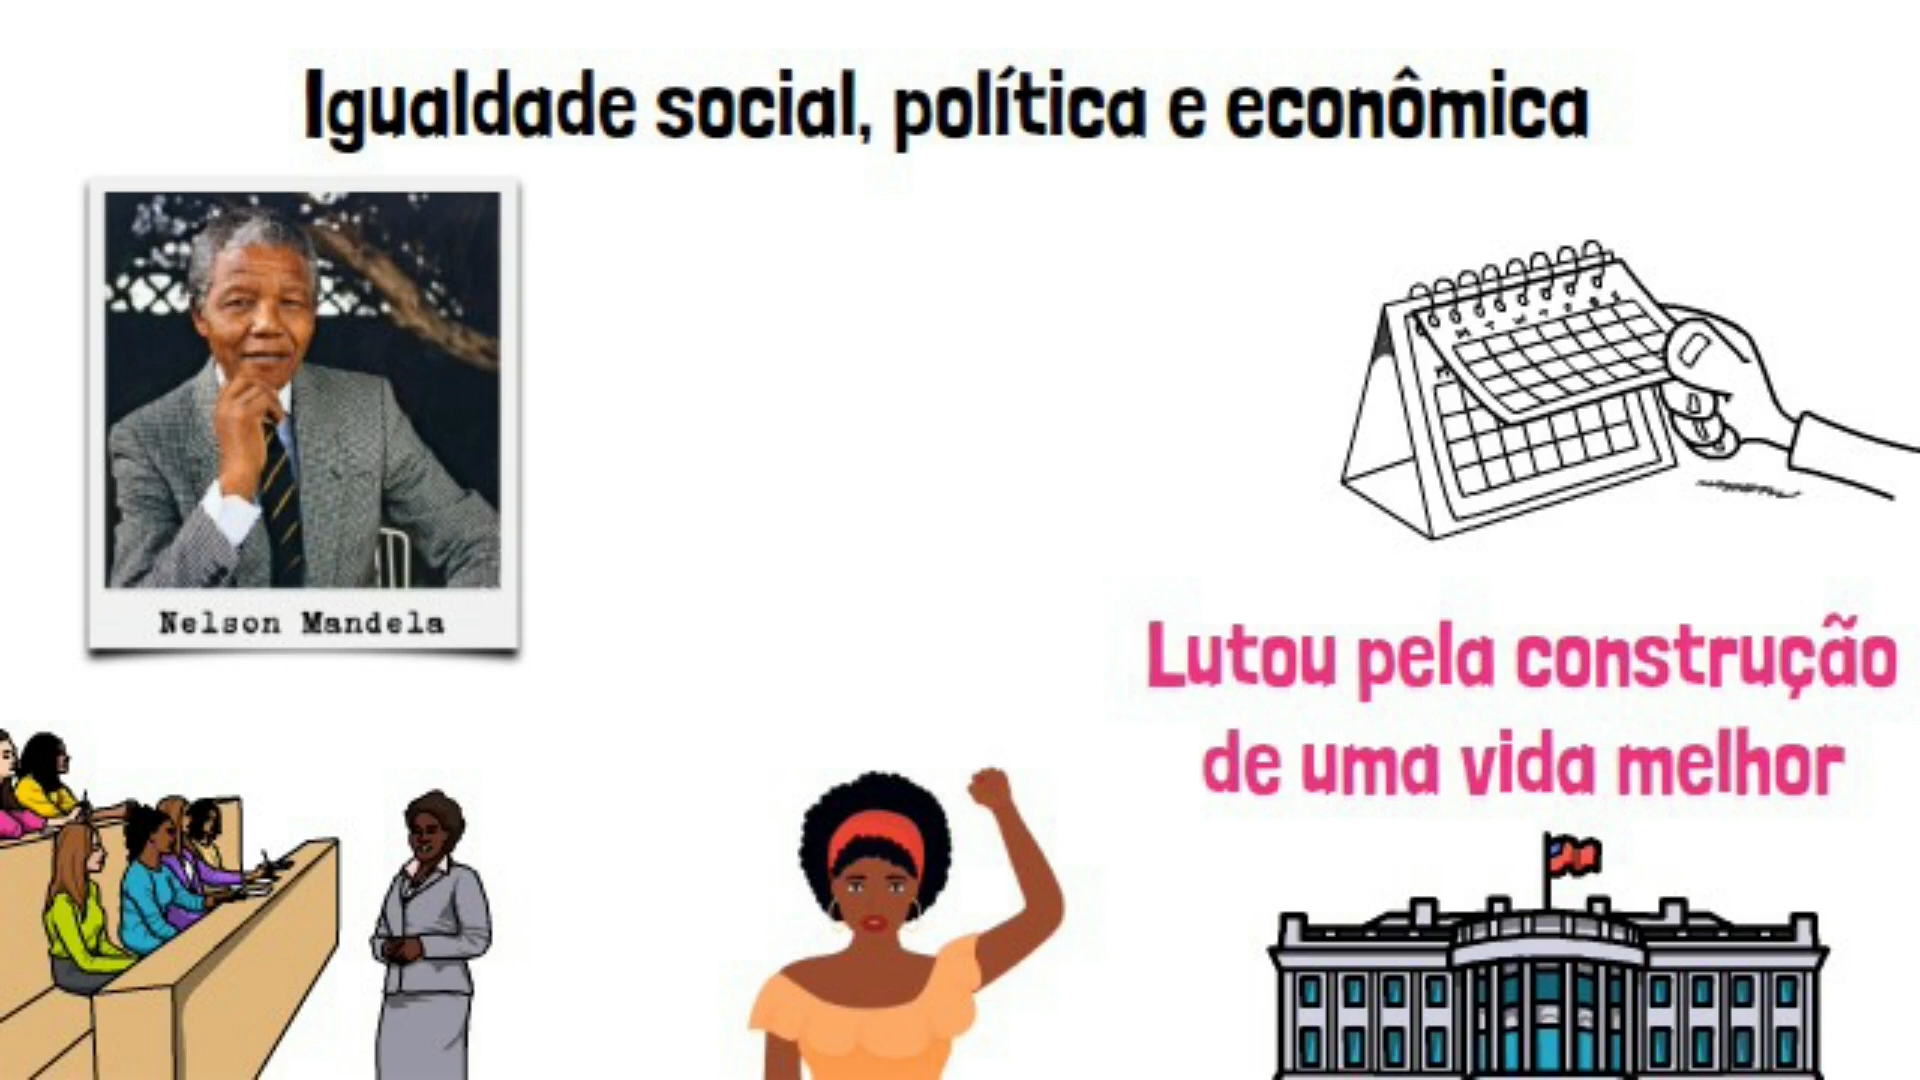 Igualdade social, política e econômica
Nelson Mandela
Lutou pela construção
de uma vida melhor